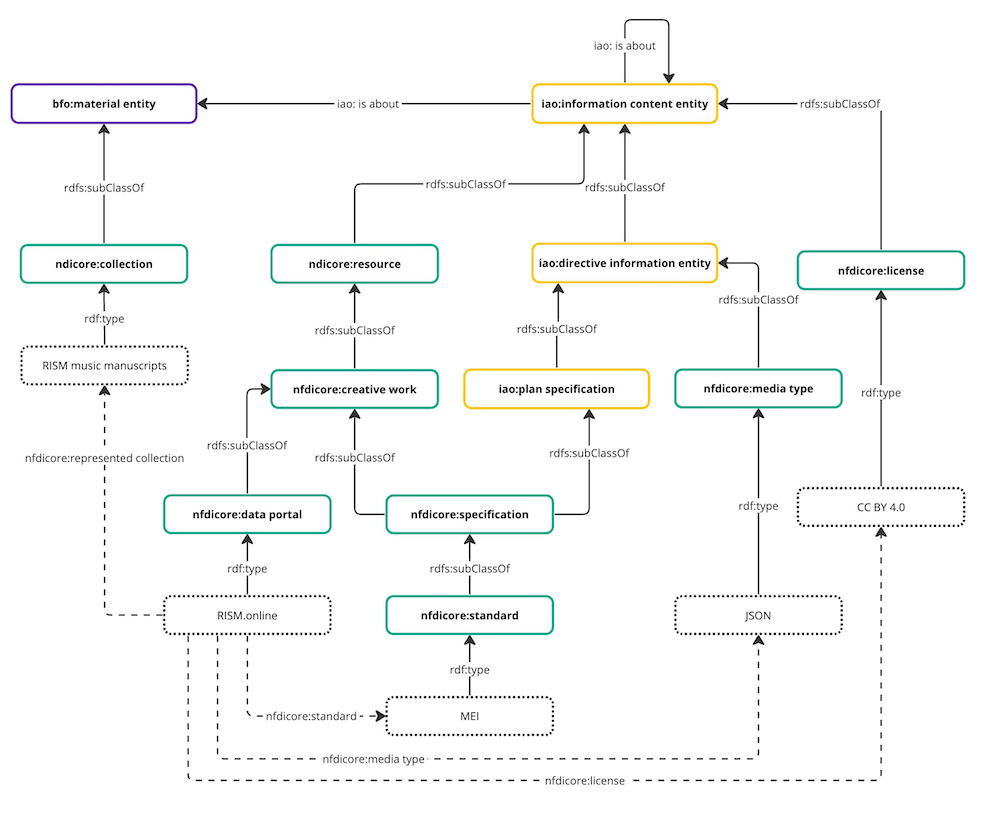 iao: is about
bfo:material entity
iao: is about
iao:information content entity
rdfs:subClassOf
rdfs:subClassOf
rdfs:subClassOf
rdfs:subClassOf
ndicore:collection
ndicore:resource
iao:directive information entity
nfdicore:license
rdfs:subClassOf
rdf:type
rdfs:subClassOf
rdfs:subClassOf
RISM music manuscripts
nfdicore:creative work
iao:plan specification
nfdicore:media type
rdf:type
rdfs:subClassOf
rdfs:subClassOf
rdfs:subClassOf
nfdicore:represented collection
nfdicore:data portal
nfdicore:specification
rdf:type
CC BY 4.0
rdf:type
rdfs:subClassOf
RISM.online
nfdicore:standard
JSON
rdf:type
nfdicore:standard
MEI
nfdicore:media type
nfdicore:license